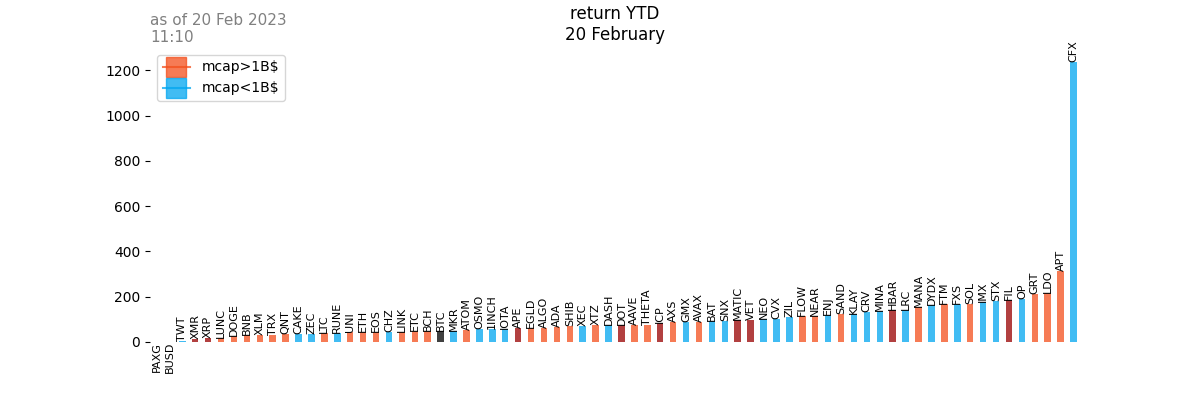 as of 20 Feb 2023
11:10
return YTD
20 February
mcap>1B$
mcap<1B$
1200
1000
800
600
400
200
0
PAXG
BUSD
TWT
XMR
XRP
LUNC
DOGE
BNB
XLM
TRX
QNT
CAKE
ZEC
LTC
RUNE
UNI
ETH
EOS
CHZ
LINK
ETC
BCH
BTC
MKR
ATOM
OSMO
1INCH
IOTA
APE
EGLD
ALGO
ADA
SHIB
XEC
XTZ
DASH
DOT
AAVE
THETA
ICP
AXS
GMX
AVAX
BAT
SNX
MATIC
VET
NEO
CVX
ZIL
FLOW
NEAR
ENJ
SAND
KLAY
CRV
MINA
HBAR
LRC
MANA
DYDX
FTM
FXS
SOL
IMX
STX
FIL
OP
GRT
LDO
APT
CFX